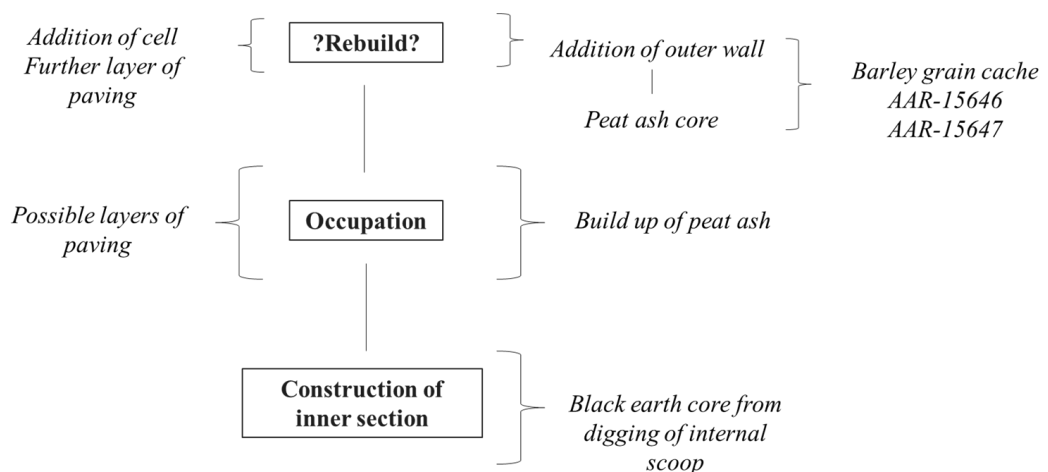 Addition of cell
Further layer of
paving
?Rebuild?
Addition of outer wall
Peat ash core
Barley grain cache
AAR-15646
AAR-15647
Possible layers of
paving
Occupation
Build up of peat ash
Construction of
inner section
Black earth core from
digging of internal
scoop